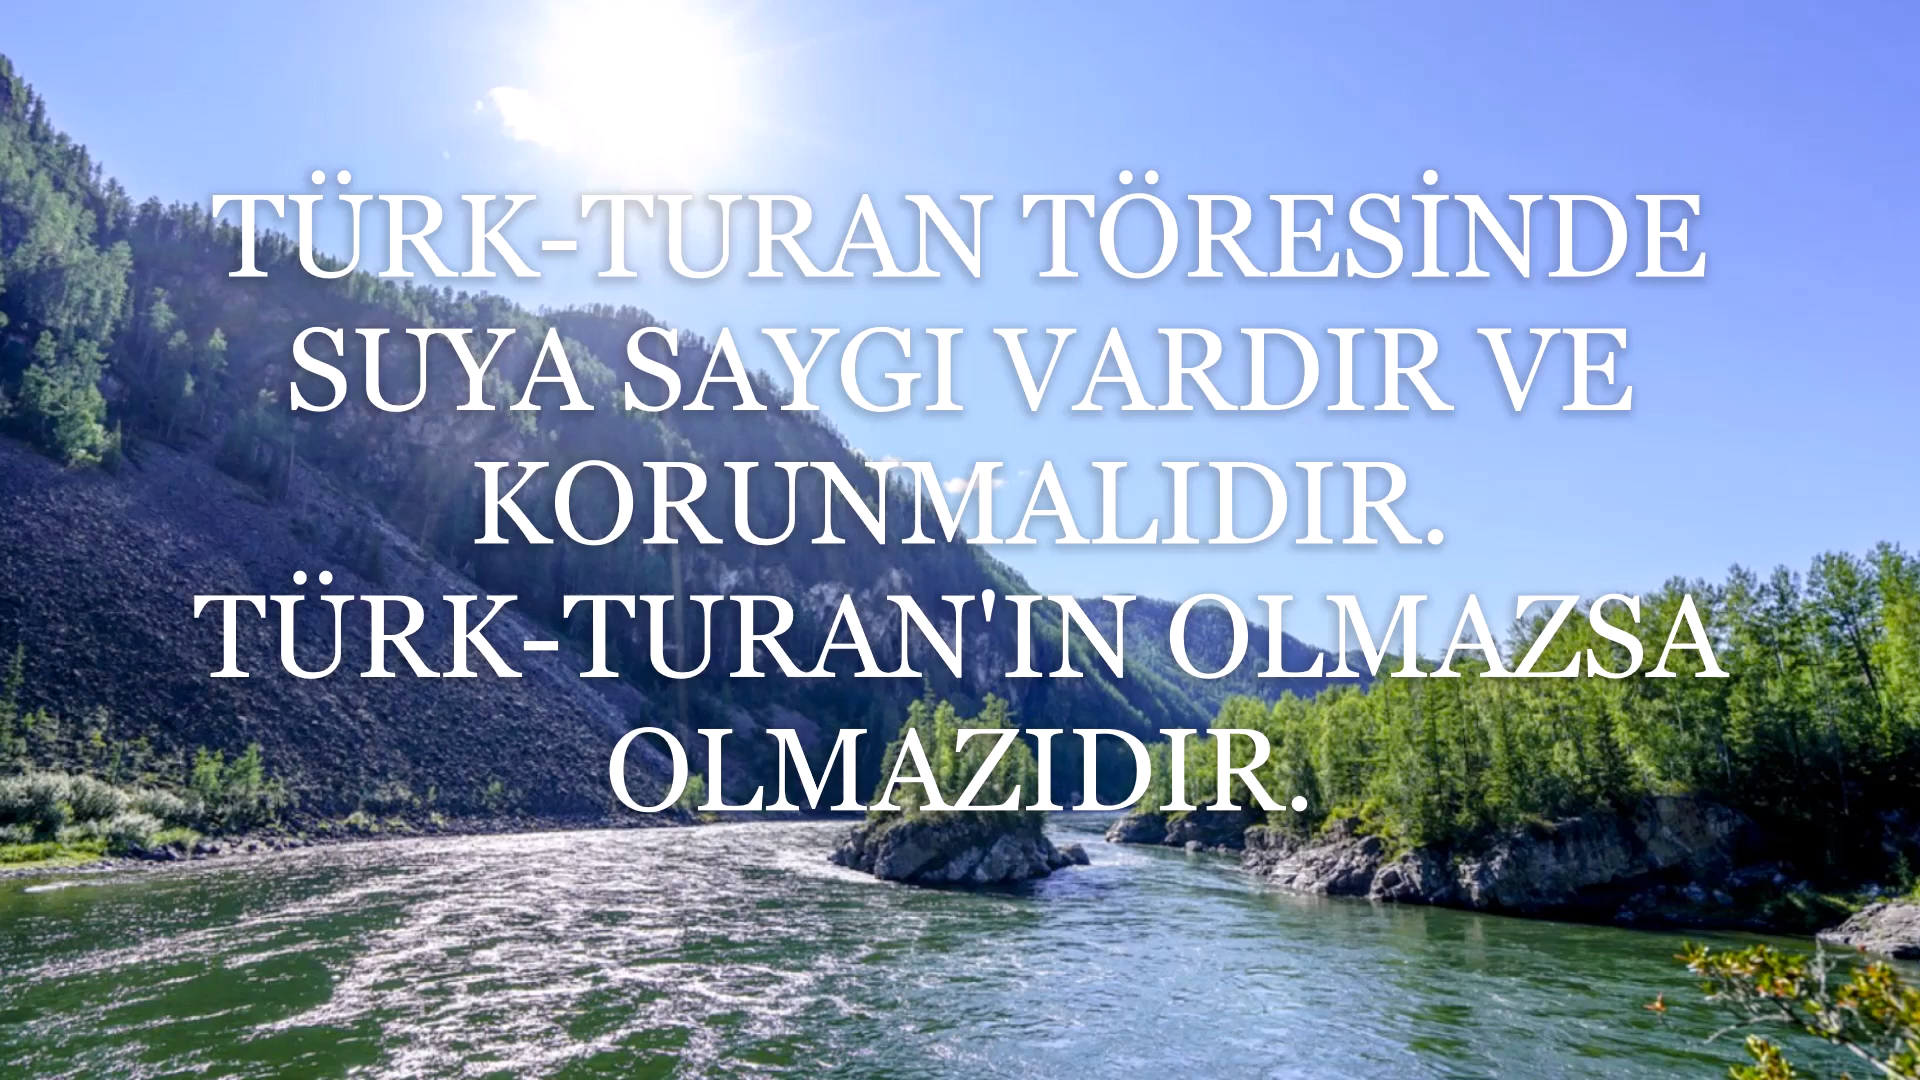 TÜRK-TURAN TÖRESİNDE
SUYA SAYGI VARDIR VE
KORUNMALIDIR.
TÜRK-TURAN'IN OLMAZSA
OLMAZIDIR.